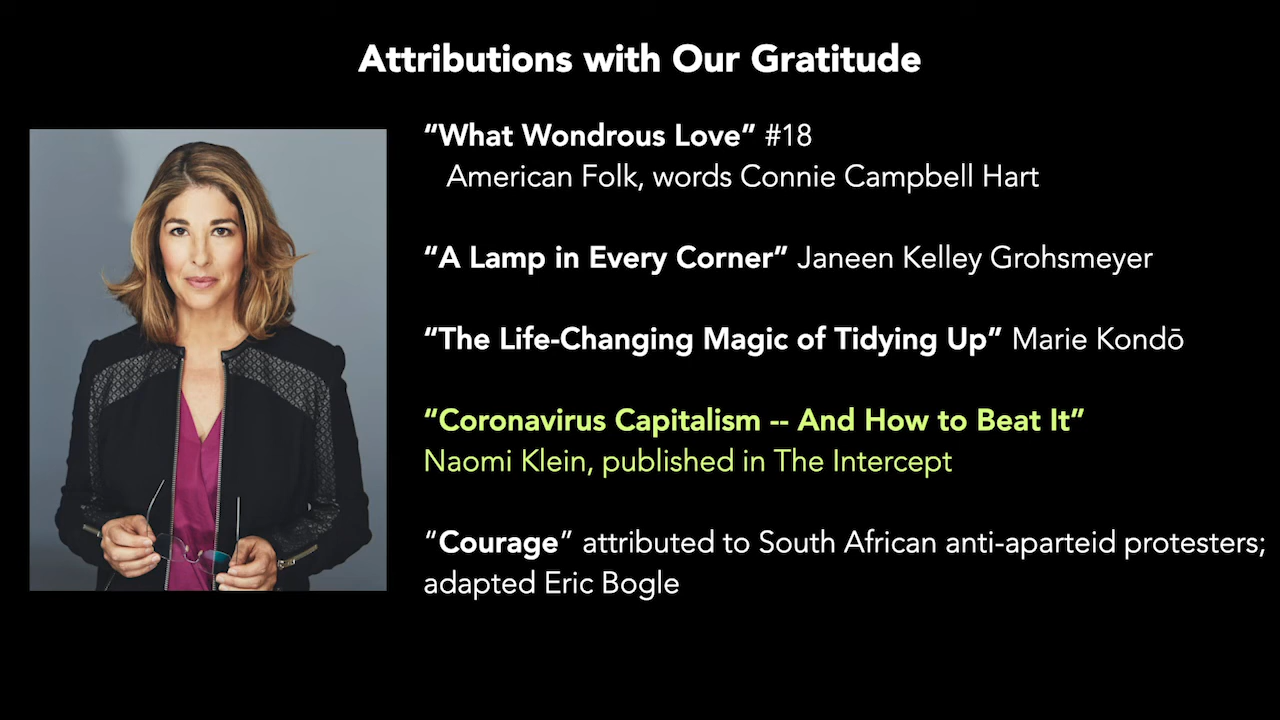 Attributions with Our Gratitude
“What Wondrous Love” #18
American Folk, words Connie Campbell Hart
“A Lamp in Every Corner” Janeen Kelley Grohsmeyer
“The Life-Changing Magic of Tidying Up” Marie Kondō
“Coronavirus Capitalism -- And How to Beat It”
Naomi Klein, published in The Intercept
“Courage” attributed to South African anti-aparteid protesters;
adapted Eric Bogle